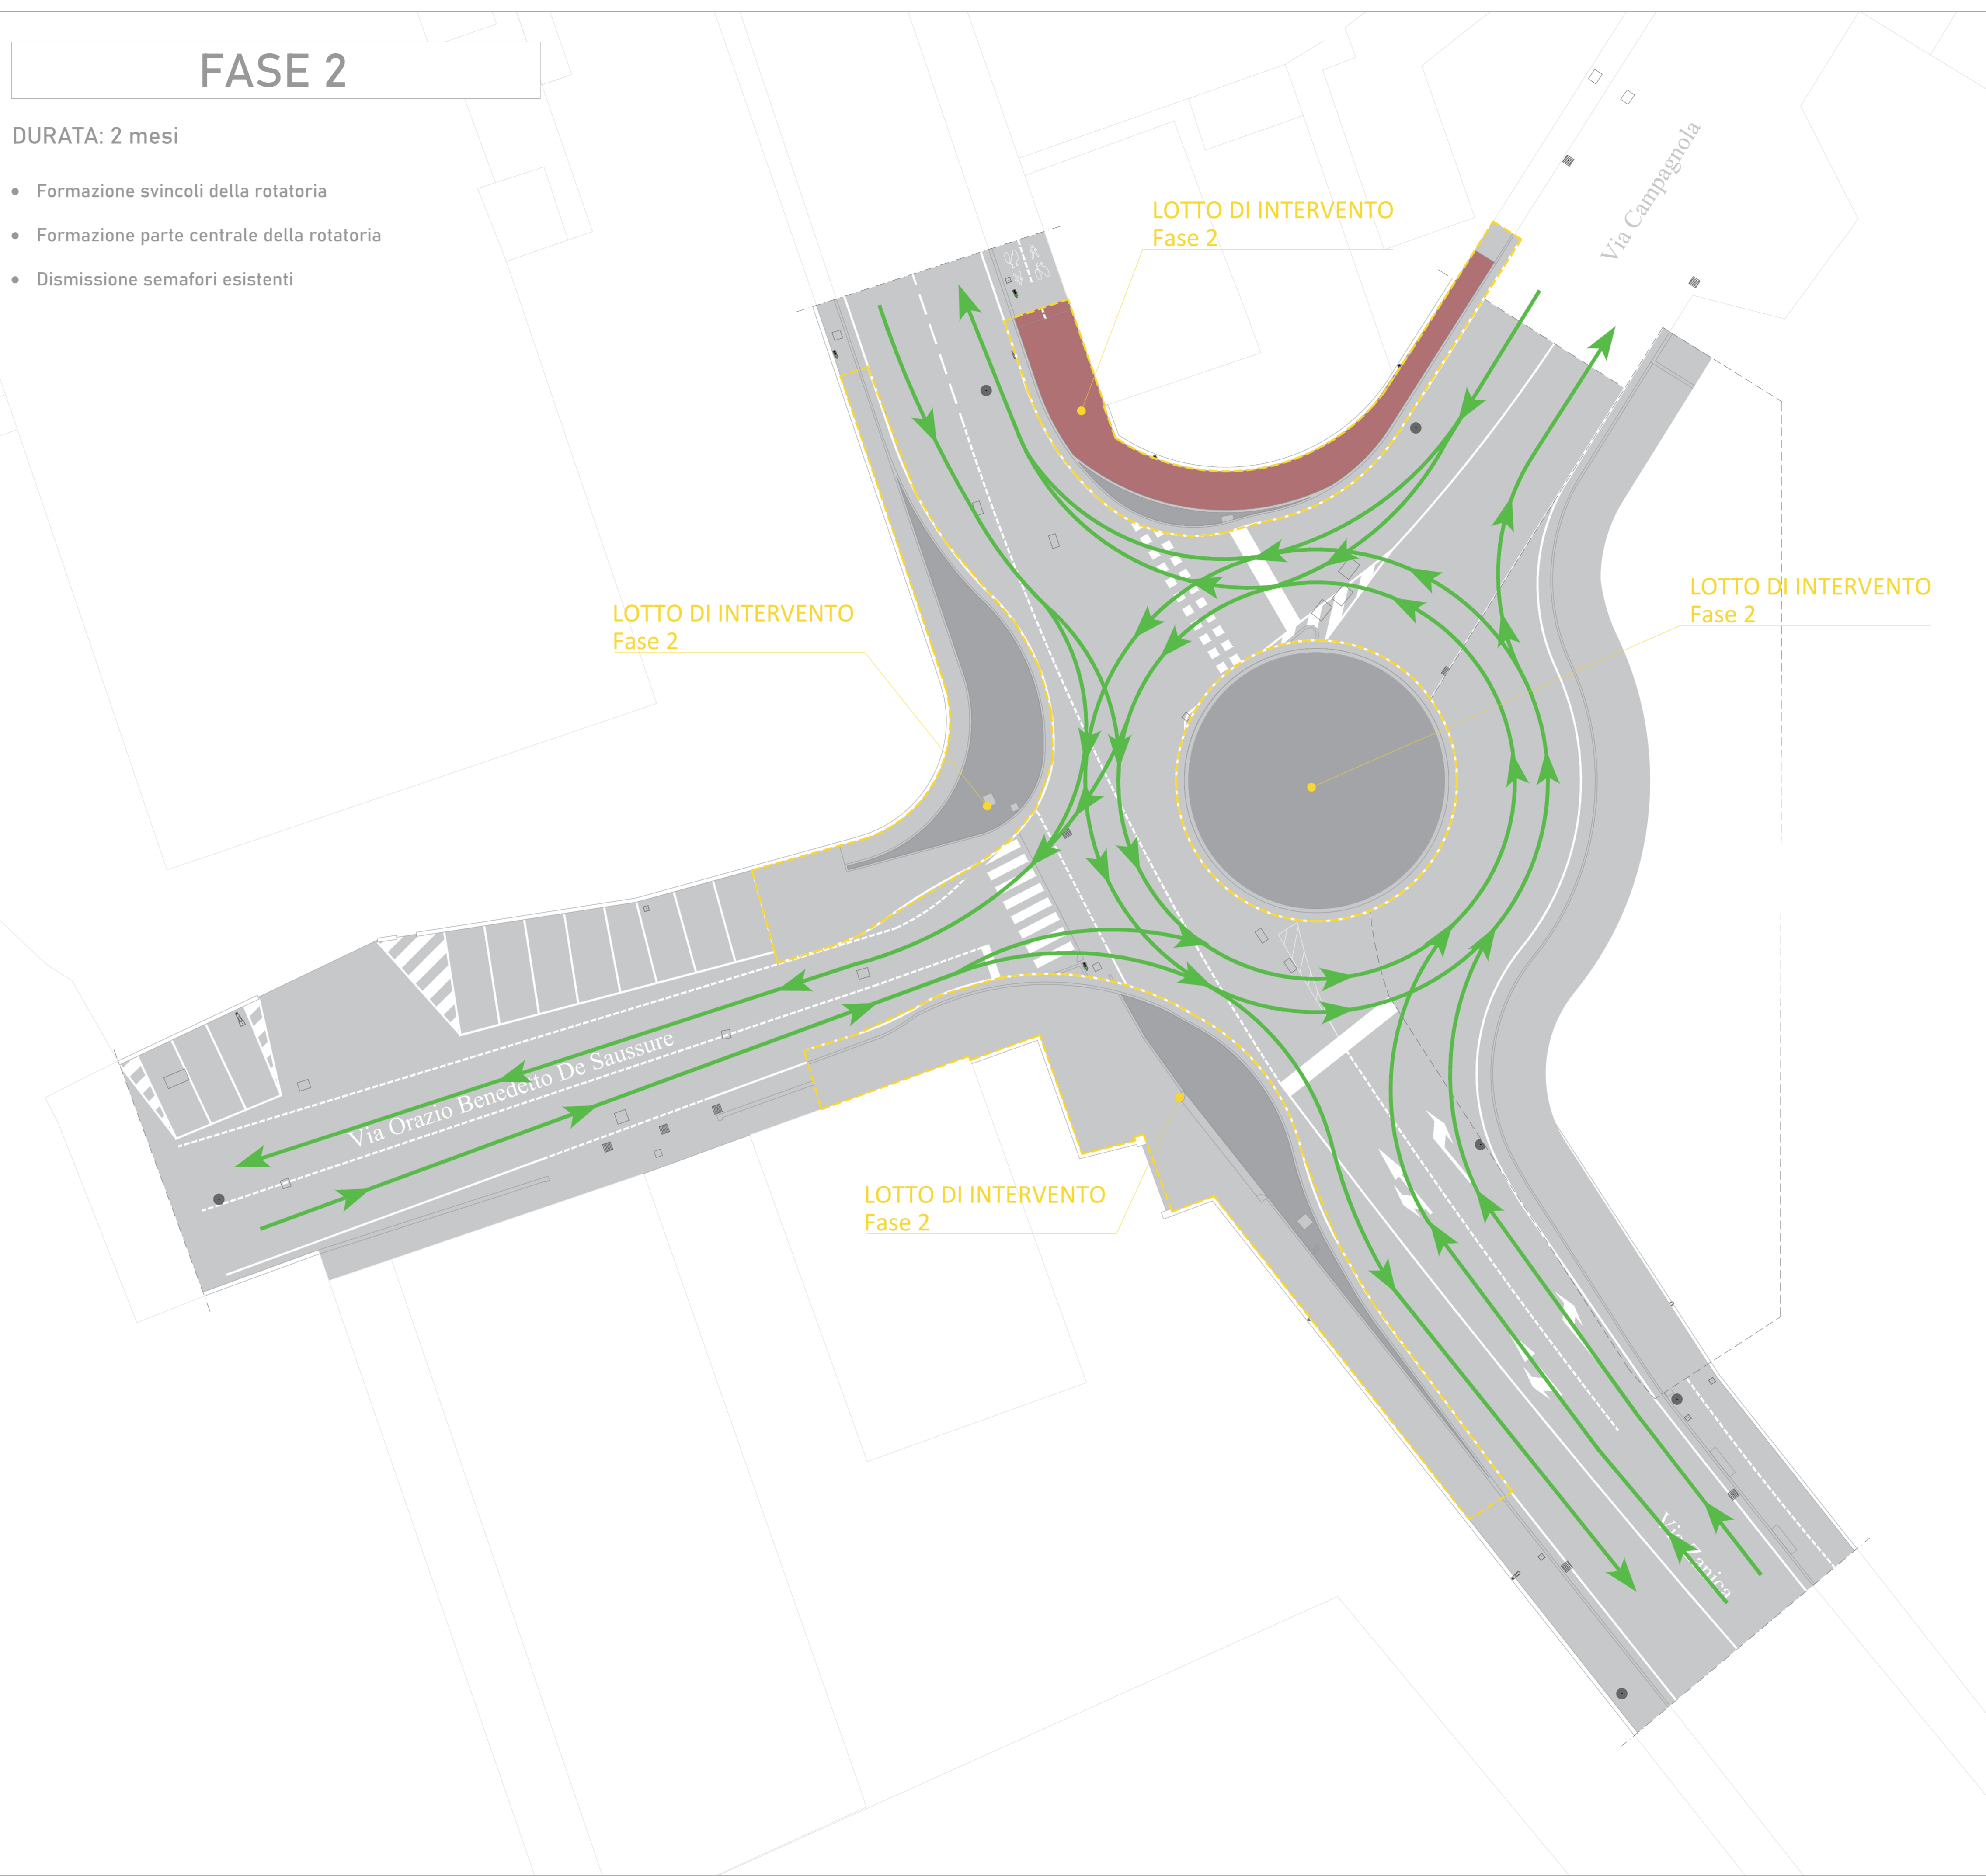 FASE 2
DURATA: 2 mesi
Formazione svincoli della rotatoria
Formazione parte centrale della rotatoria
Dismissione semafori esistenti
Via Campagnola
LOTTO DI INTERVENTO
Fase 2
LOTTO DI INTERVENTO
Fase 2
LOTTO DI INTERVENTO
Fase 2
Via Orazio Benedetto De Saussure
LOTTO DI INTERVENTO
Fase 2
Via Zanica